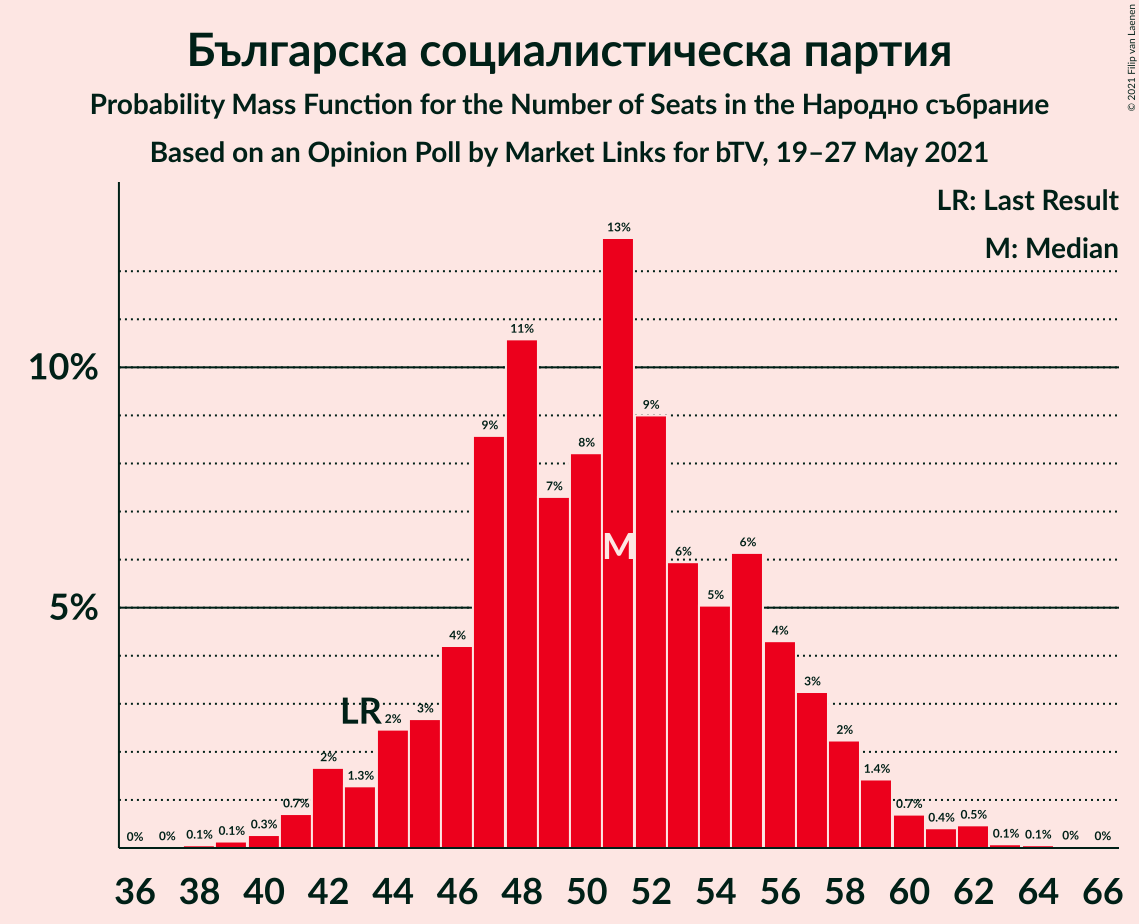 Българска социалистическа партия
Probability Mass Function for the Number of Seats in the Народно събрание
Based on an Opinion Poll by Market Links for bTV, 19–27 May 2021
© 2021 Filip van Laenen
LR: Last Result
M: Median
10%
5%
0% 0% 0.1% 0.1% 0.3% 0.7% 2% 1.3% 2% 3% 4% 9% 11% 7% 8% 13% 9% 6% 5% 6% 4% 3% 2% 1.4% 0.7% 0.4% 0.5% 0.1% 0.1% 0% 0%
LR
M
36 38 40 42 44 46 48 50 52 54 56 58 60 62 64 66